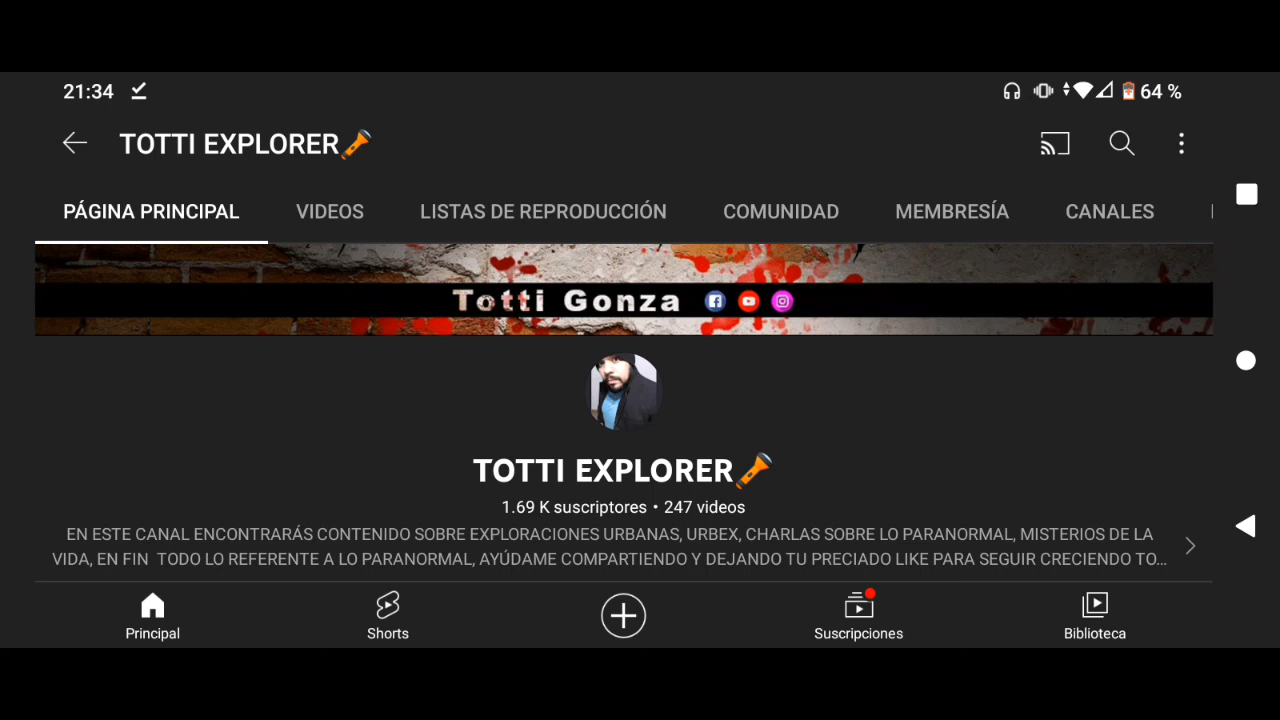 21:34 64 %
TOTTI EXPLORER🔦
PÁGINA PRINCIPAL VIDEOS LISTAS DE REPRODUCCIÓN COMUNIDAD MEMBRESÍA CANALES
Totti Gonza
TOTTI EXPLORER🔦
1.69 K suscriptores • 247 videos
EN ESTE CANAL ENCONTRARÁS CONTENIDO SOBRE EXPLORACIONES URBANAS, URBEX, CHARLAS SOBRE LO PARANORMAL, MISTERIOS DE LA
VIDA, EN FIN TODO LO REFERENTE A LO PARANORMAL, AYÚDAME COMPARTIENDO Y DEJANDO TU PRECIADO LIKE PARA SEGUIR CRECIENDO TO...
Principal Shorts Suscripciones Biblioteca